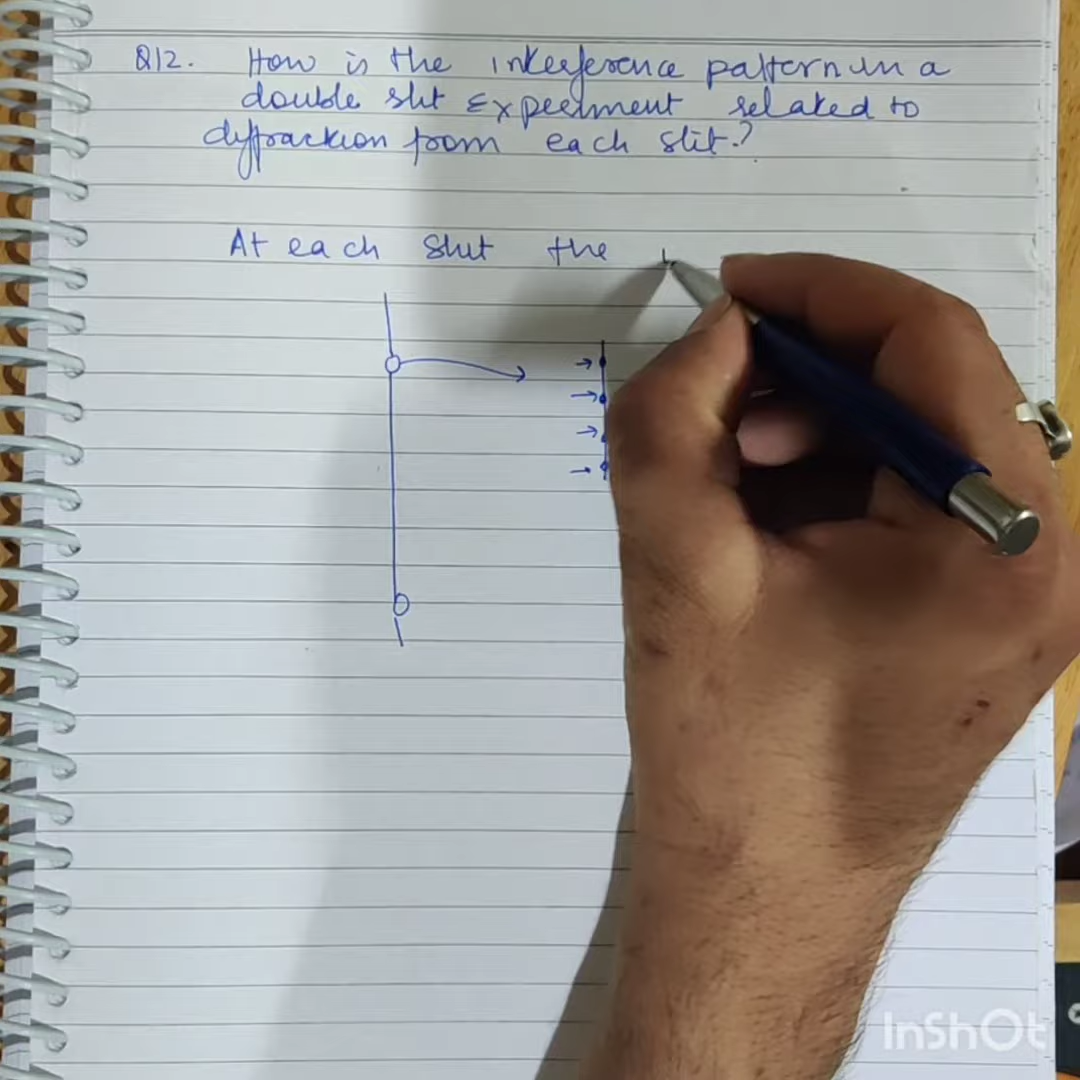 Q12. How is the interference pattern in a
double slit Experiment related to
diffraction from each slit?
At each slit the
InShOt